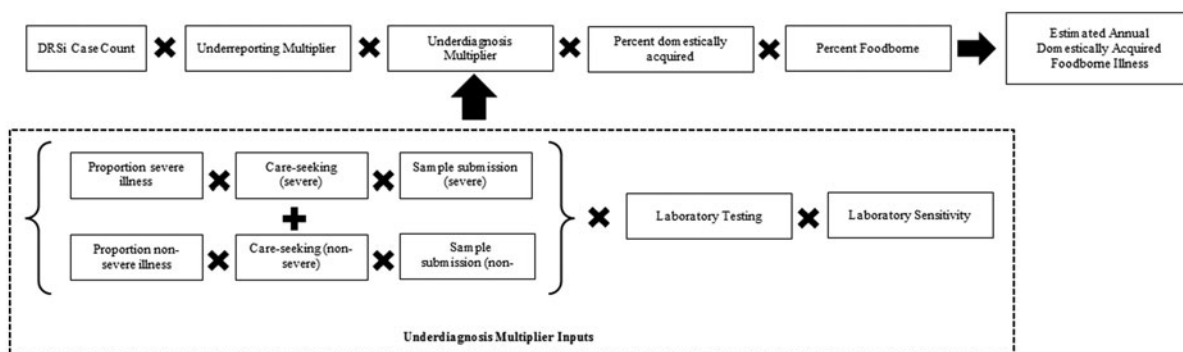 DRSi Case Count
Underreporting Multiplier
Underdiagnosis
Multiplier
Percent domestically
acquired
Percent Foodborne
Estimated Annual
Domestically Acquired
Foodborne Illness
Proportion severe
illness
Care-seeking
(severe)
Sample submission
(severe)
Laboratory Testing
Laboratory Sensitivity
Proportion non-
severe illness
Care-seeking (non-
severe)
Sample
submission (non-
Underdiagnosis Multiplier Inputs